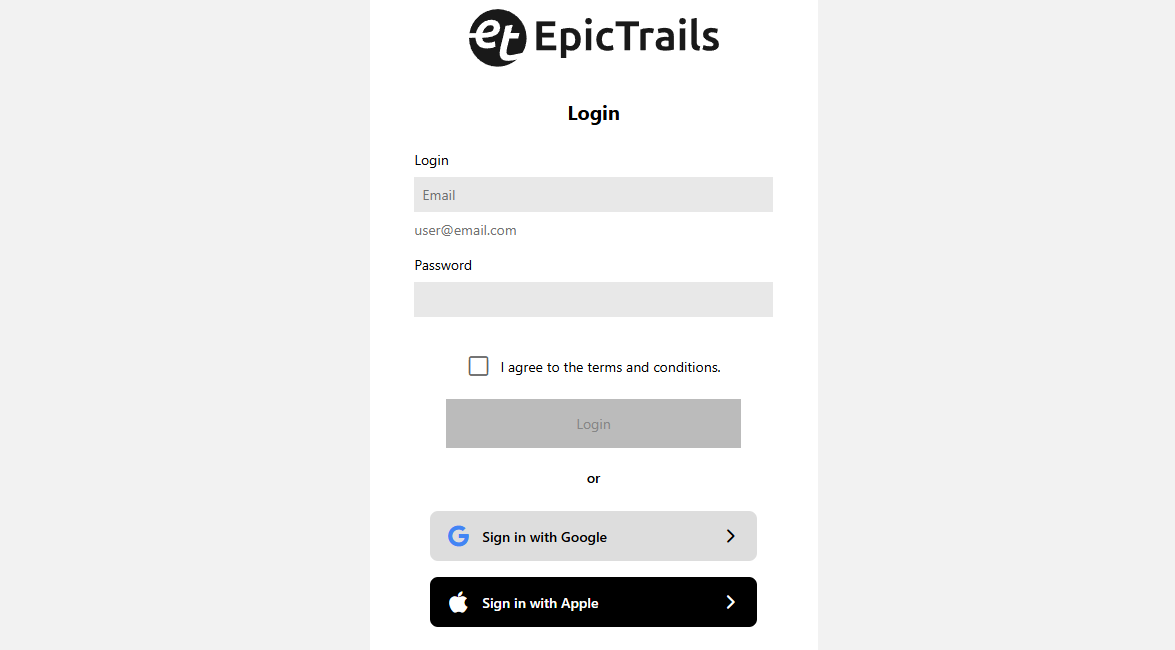 et EpicTrails
Login
Login
Email
user@email.com
Password
I agree to the terms and conditions.
Login
or
Sign in with Google
Sign in with Apple